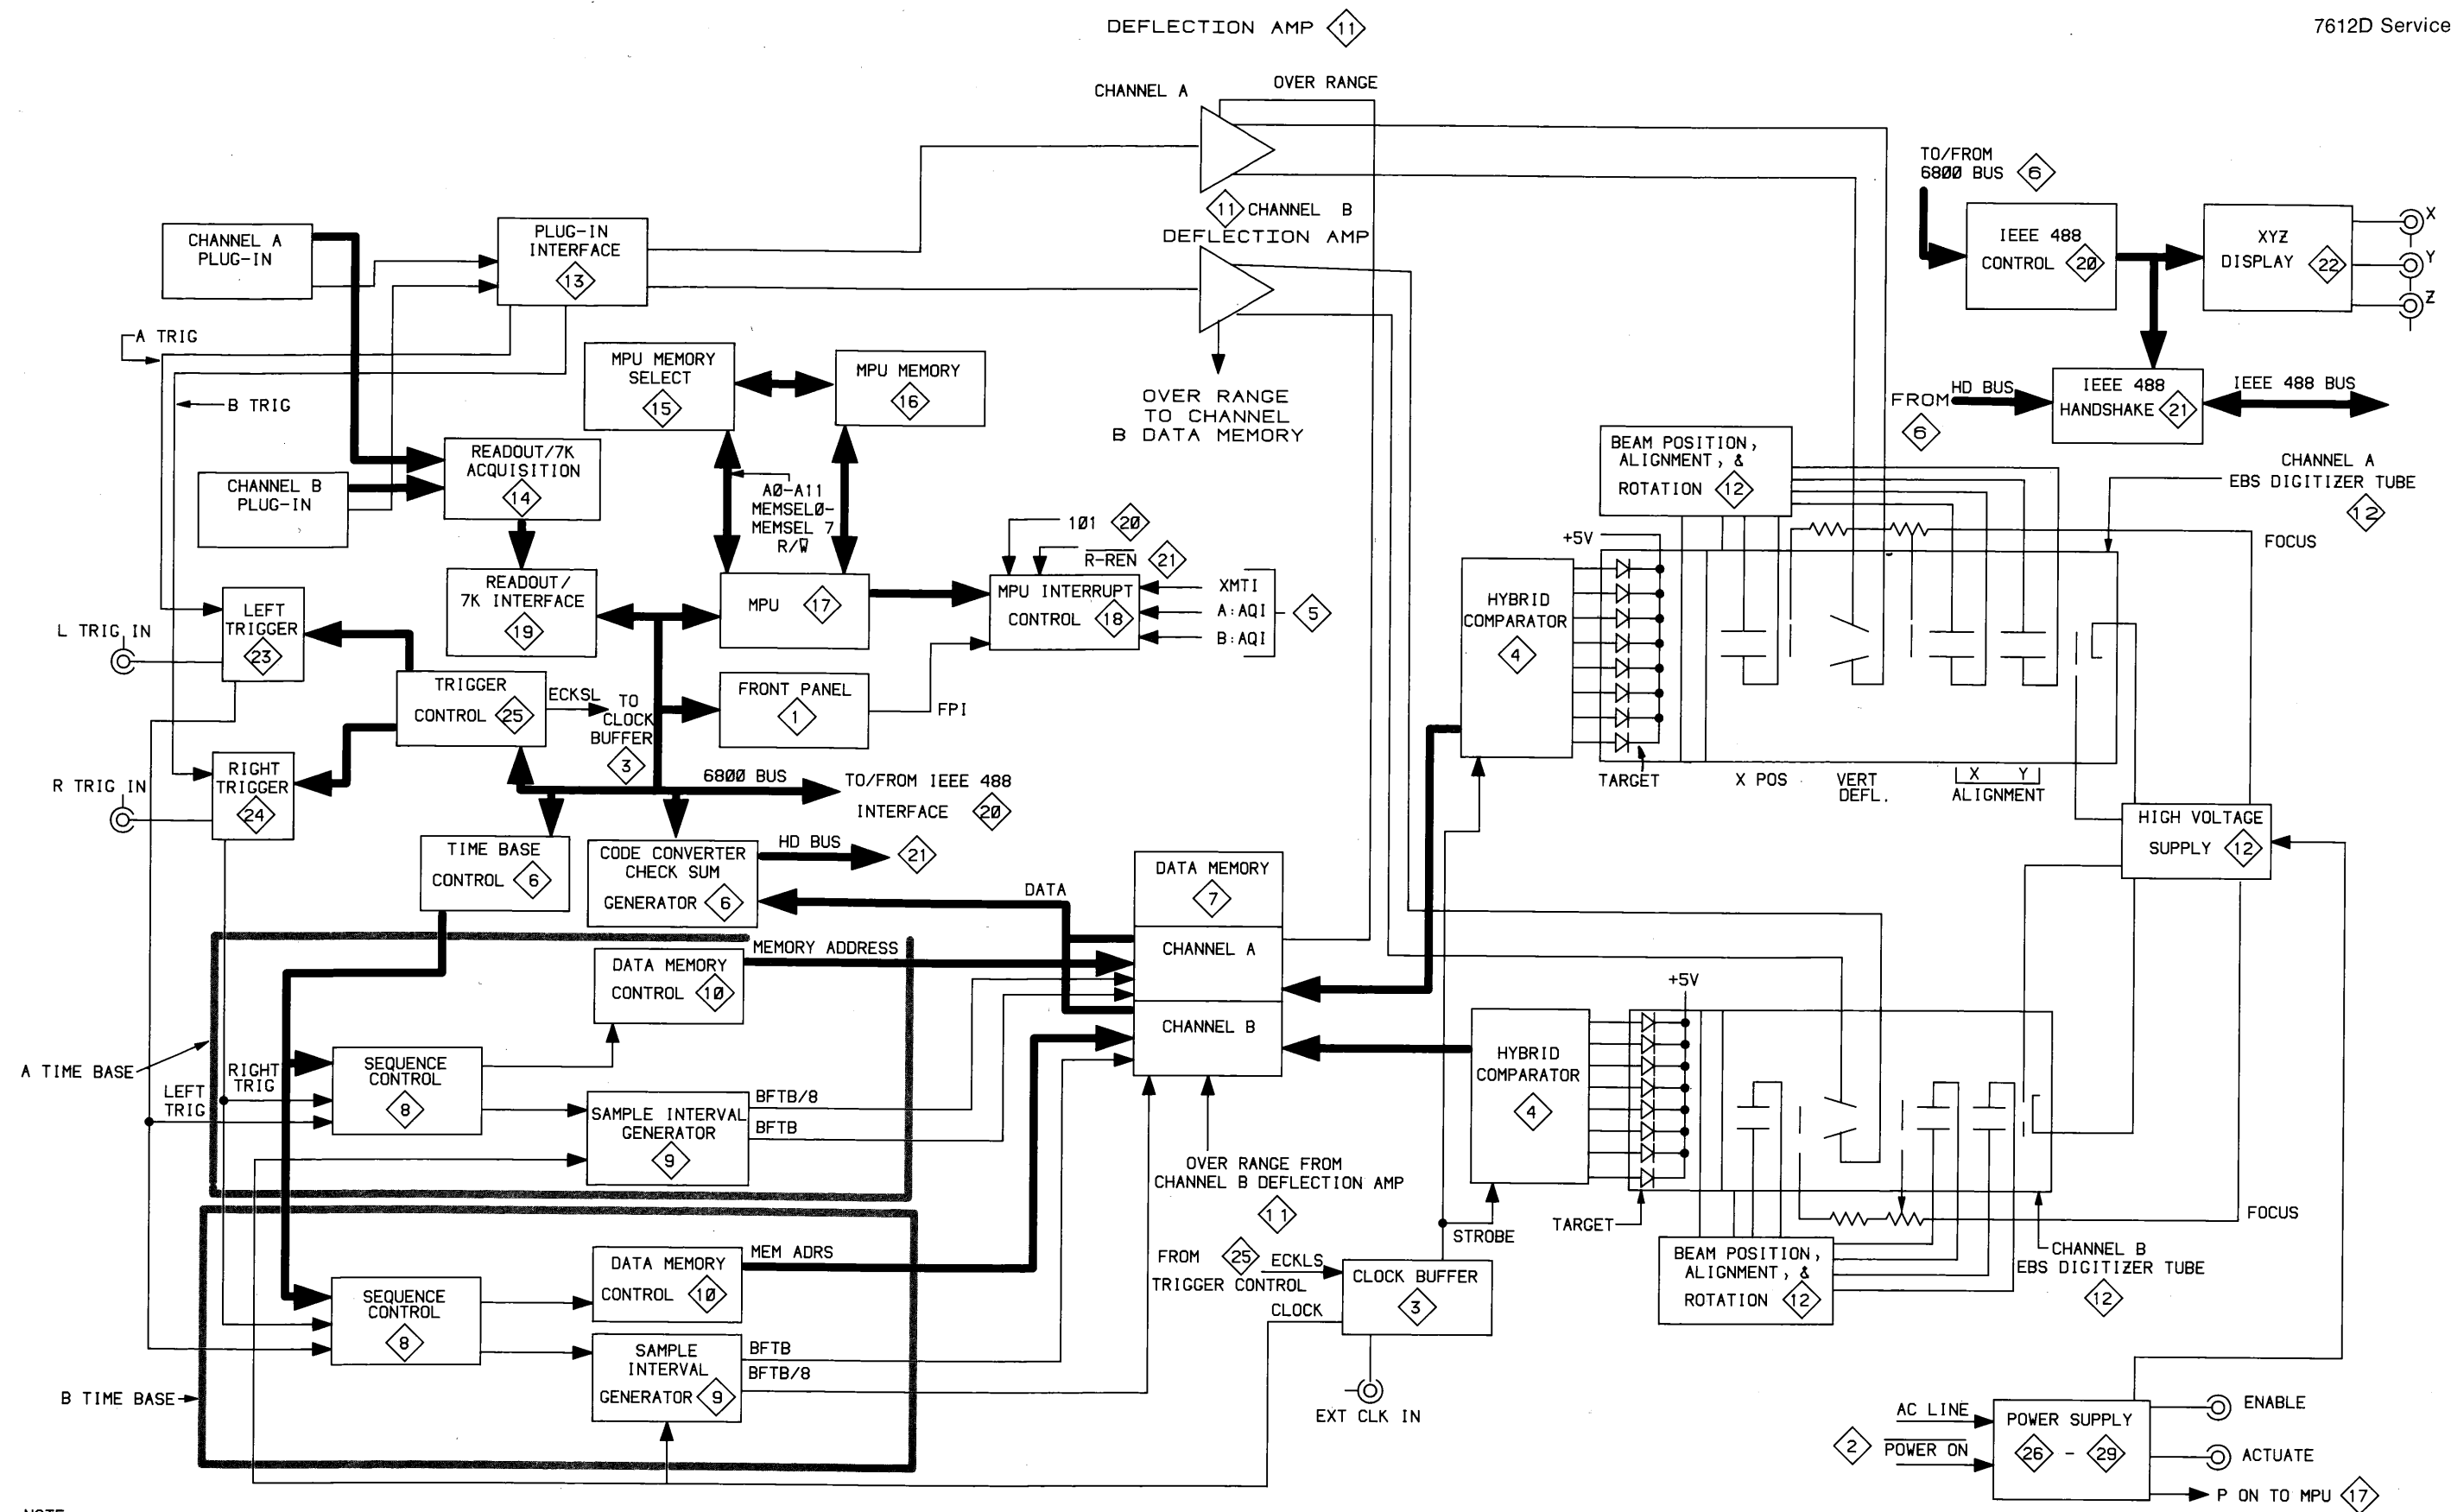 DEFLECTION AMP 11
7612D Service
CHANNEL A
OVER RANGE
11 CHANNEL B
DEFLECTION AMP
OVER RANGE
TO CHANNEL
B DATA MEMORY
CHANNEL A
PLUG-IN
PLUG-IN
INTERFACE
13
A TRIG
B TRIG
CHANNEL B
PLUG-IN
READOUT/7K
ACQUISITION
14
MPU MEMORY
SELECT
15
MPU MEMORY
16
A0-A11
MEMSEL0-
MEMSEL 7
R/W
TO/FROM
6800 BUS 6
IEEE 488
CONTROL 20
XYZ
DISPLAY 22
X
Y
Z
FROM HD BUS
6
IEEE 488
HANDSHAKE 21
IEEE 488 BUS
READOUT/
7K INTERFACE
19
MPU 17
101 20
R-REN 21
MPU INTERRUPT
CONTROL 18
XMTI
A:AQI
B:AQI
5
L TRIG IN
LEFT
TRIGGER
23
TRIGGER
CONTROL 25
ECKSL
TO
CLOCK
BUFFER
3
FRONT PANEL
1
FPI
R TRIG IN
RIGHT
TRIGGER
24
6800 BUS
TO/FROM IEEE 488
INTERFACE 20
TIME BASE
CONTROL 6
CODE CONVERTER
CHECK SUM
GENERATOR 6
HD BUS
21
DATA
DATA MEMORY
7
CHANNEL A
CHANNEL B
BEAM POSITION,
ALIGNMENT, &
ROTATION 12
CHANNEL A
EBS DIGITIZER TUBE
12
+5V
FOCUS
HYBRID
COMPARATOR
4
TARGET
X POS
VERT
DEFL.
X Y
ALIGNMENT
HIGH VOLTAGE
SUPPLY 12
A TIME BASE
LEFT
TRIG
RIGHT
TRIG
MEMORY ADDRESS
DATA MEMORY
CONTROL 10
SEQUENCE
CONTROL
8
SAMPLE INTERVAL
GENERATOR
9
BFTB/8
BFTB
OVER RANGE FROM
CHANNEL B DEFLECTION AMP
11
+5V
HYBRID
COMPARATOR
4
TARGET
STROBE
FOCUS
BEAM POSITION,
ALIGNMENT, &
ROTATION 12
CHANNEL B
EBS DIGITIZER TUBE
12
B TIME BASE
SEQUENCE
CONTROL
8
DATA MEMORY
CONTROL 10
MEM ADRS
SAMPLE
INTERVAL
GENERATOR 9
BFTB
BFTB/8
FROM 25 ECKLS
TRIGGER CONTROL
CLOCK
CLOCK BUFFER
3
EXT CLK IN
AC LINE
2 POWER ON
POWER SUPPLY
26 - 29
ENABLE
ACTUATE
P ON TO MPU 17